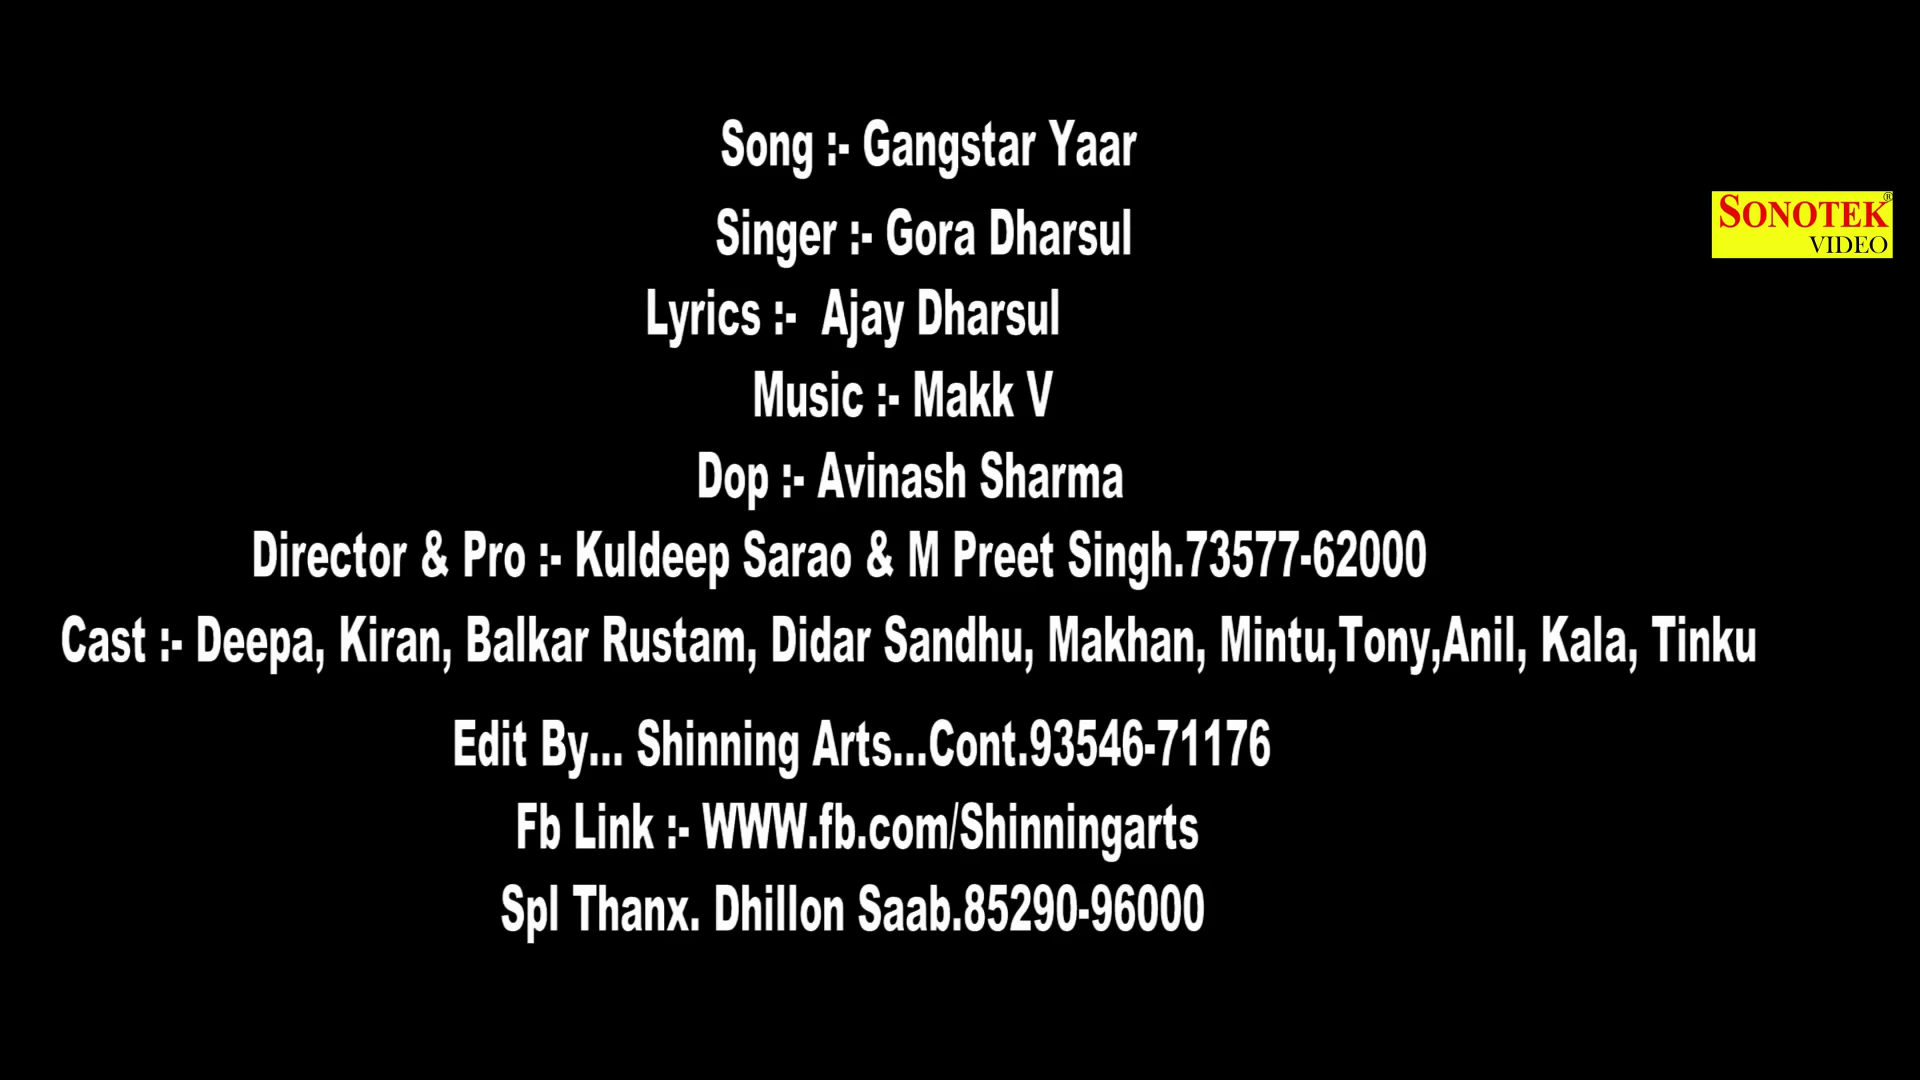 Song :- Gangstar Yaar
SONOTEK®
VIDEO
Singer :- Gora Dharsul
Lyrics :-  Ajay Dharsul
Music :- Makk V
Dop :- Avinash Sharma
Director & Pro :- Kuldeep Sarao & M Preet Singh.73577-62000
Cast :- Deepa, Kiran, Balkar Rustam, Didar Sandhu, Makhan, Mintu,Tony,Anil, Kala, Tinku
Edit By... Shinning Arts...Cont.93546-71176
Fb Link :- WWW.fb.com/Shinningarts
Spl Thanx. Dhillon Saab.85290-96000